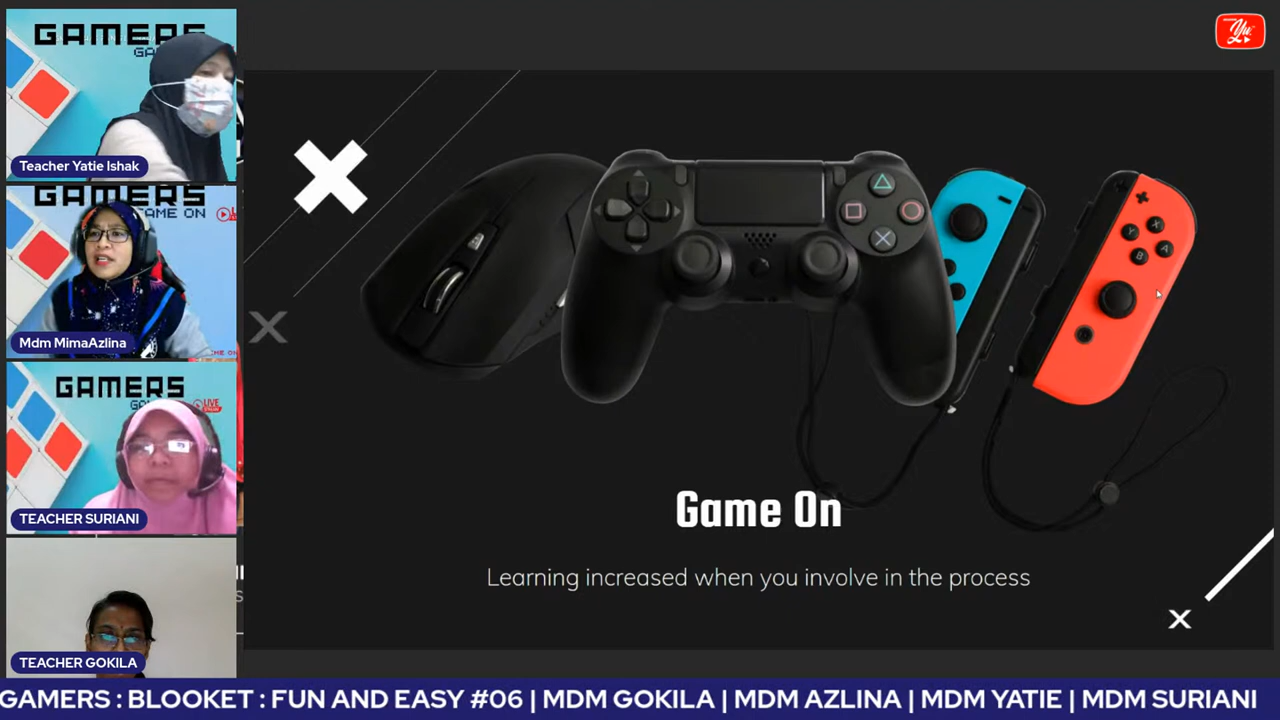 GAMERS
Teacher Yatie Ishak
GAMERS
GAME ON
Mdm MimaAzlina
GAMERS
LIVE
TEACHER SURIANI
TEACHER GOKILA
Game On
Learning increased when you involve in the process
GAMERS : BLOOKET : FUN AND EASY #06 | MDM GOKILA | MDM AZLINA | MDM YATIE | MDM SURIANI